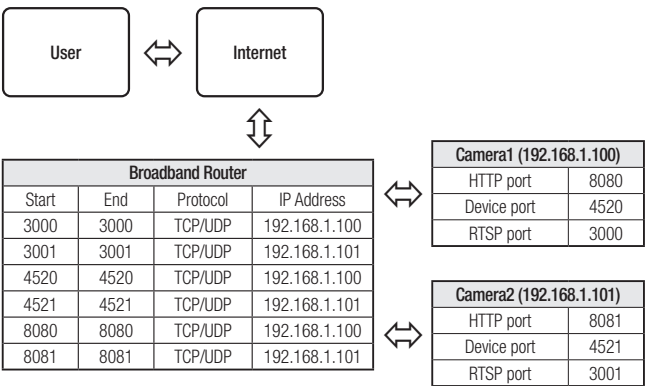 User
Internet
Broadband Router
Start End Protocol IP Address
3000 3000 TCP/UDP 192.168.1.100
3001 3001 TCP/UDP 192.168.1.101
4520 4520 TCP/UDP 192.168.1.100
4521 4521 TCP/UDP 192.168.1.101
8080 8080 TCP/UDP 192.168.1.100
8081 8081 TCP/UDP 192.168.1.101
Camera1 (192.168.1.100)
HTTP port 8080
Device port 4520
RTSP port 3000
Camera2 (192.168.1.101)
HTTP port 8081
Device port 4521
RTSP port 3001